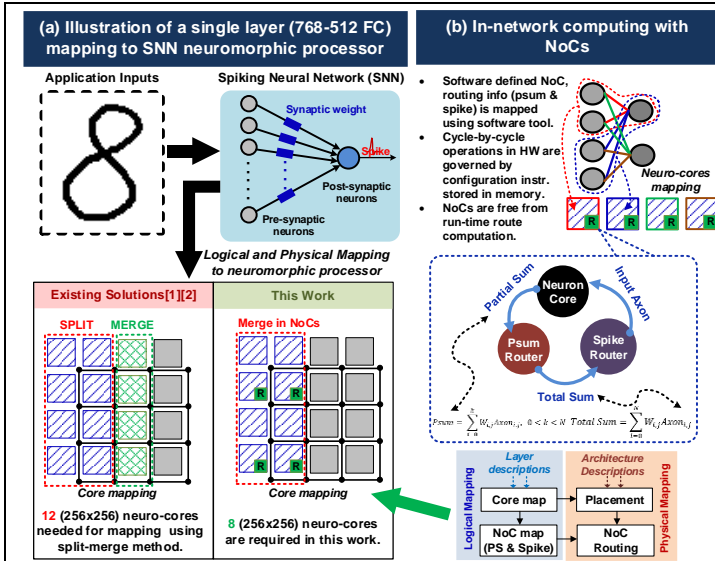 (a) Illustration of a single layer (768-512 FC)
mapping to SNN neuromorphic processor
Application Inputs
Spiking Neural Network (SNN)
Synaptic weight
Spike
Post-synaptic
neurons
Pre-synaptic
neurons
Logical and Physical Mapping
to neuromorphic processor
Existing Solutions[1][2]
SPLIT
MERGE
Core mapping
12 (256x256) neuro-cores
needed for mapping using
split-merge method.
This Work
Merge in NoCs
R
R
R
R
Core mapping
8 (256x256) neuro-cores
are required in this work.
(b) In-network computing with
NoCs
• Software defined NoC,
routing info (psum &
spike) is mapped
using software tool.
• Cycle-by-cycle
operations in HW are
governed by
configuration instr.
stored in memory.
• NoCs are free from
run-time route
computation.
Neuro-cores
mapping
R
R
R
R
Neuron
Core
Partial Sum
Input Axon
Psum
Router
Spike
Router
Total Sum
Total Sum = ∑ W_{i,j} Axon_{i,j}
Layer
descriptions
Architecture
Descriptions
Logical Mapping
Core map
Placement
NoC map
(PS & Spike)
NoC
Routing
Physical Mapping